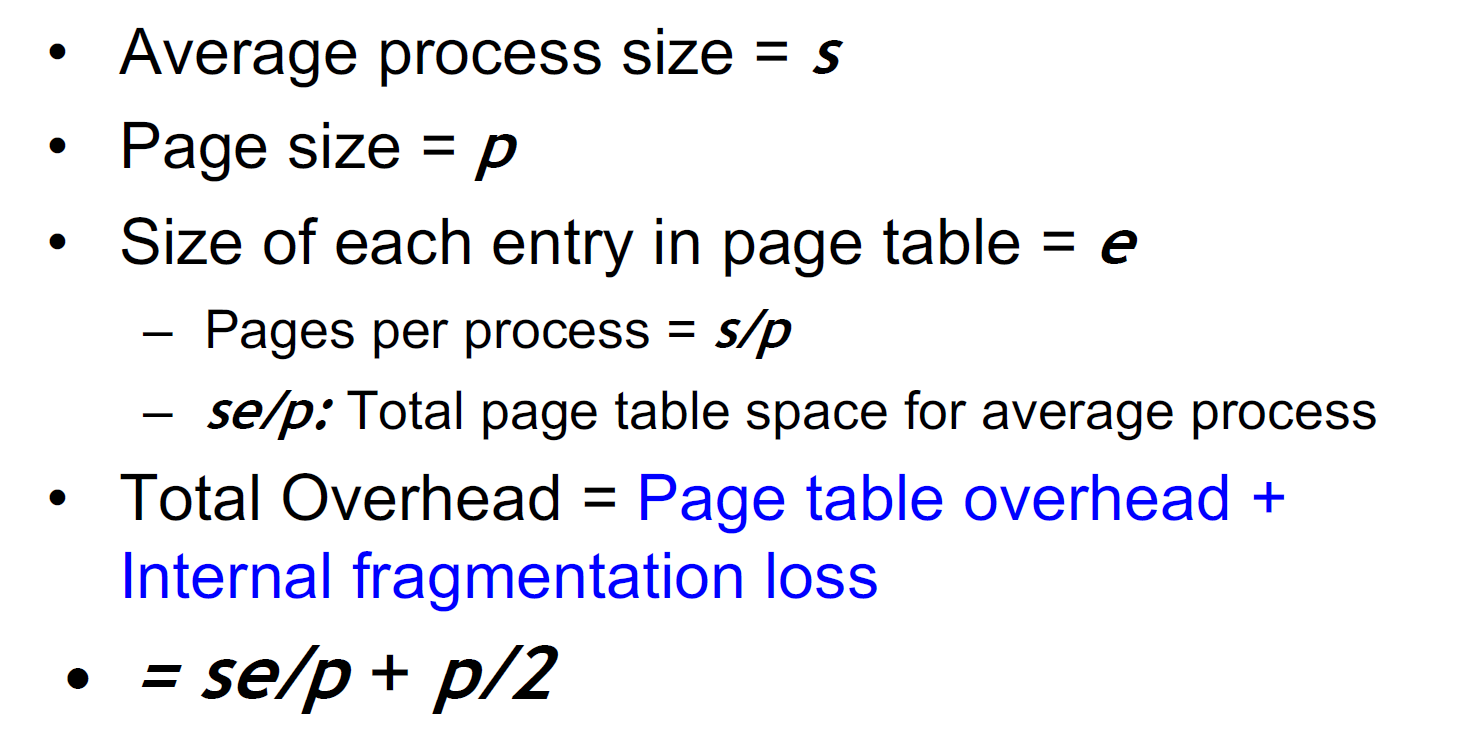 • Average process size = s
• Page size = p
• Size of each entry in page table = e
– Pages per process = s/p
– se/p: Total page table space for average process
• Total Overhead = Page table overhead +
Internal fragmentation loss
• = se/p + p/2